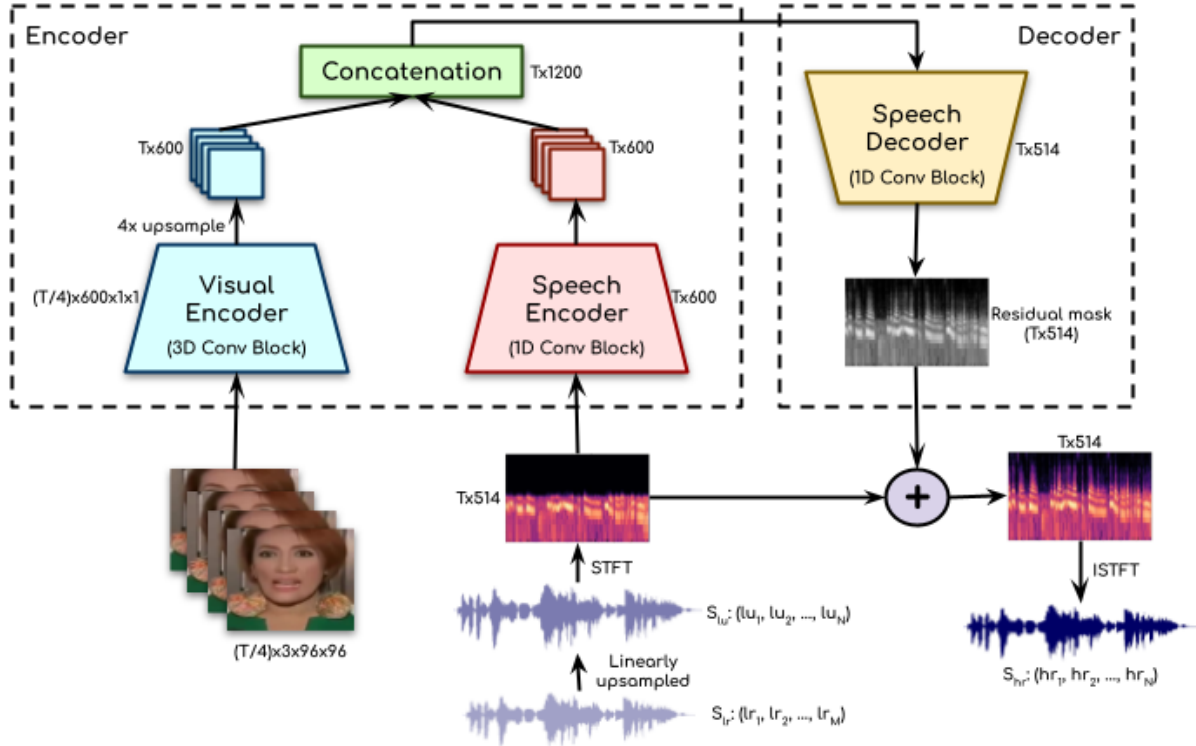 Encoder
Concatenation
Tx1200
Tx600
Tx600
4x upsample
(T/4)x600x1x1
Visual
Encoder
(3D Conv Block)
Speech
Encoder
(1D Conv Block)
Tx600
Decoder
Speech
Decoder
(1D Conv Block)
Tx514
Residual mask
(Tx514)
(T/4)x3x96x96
Tx514
STFT
S_lu: (lu_1, lu_2, ..., lu_N)
Linearly
upsampled
S_lr: (lr_1, lr_2, ..., lr_M)
+
Tx514
ISTFT
S_hr: (hr_1, hr_2, ..., hr_N)